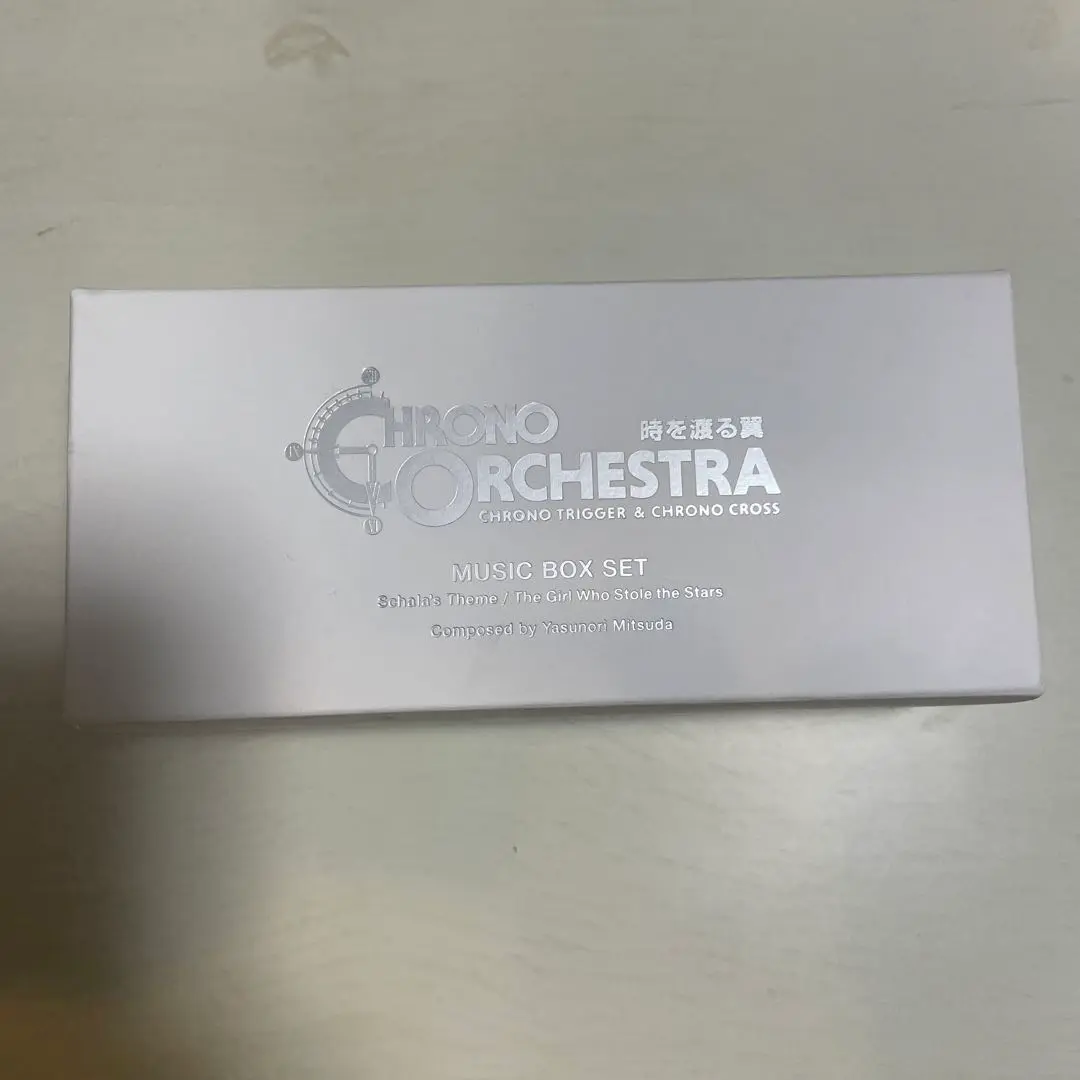 CHRONO
時を渡る翼
ORCHESTRA
CHRONO TRIGGER & CHRONO CROSS
MUSIC BOX SET
Schala's Theme / The Girl Who Stole the Stars
Composed by Yasunori Mitsuda